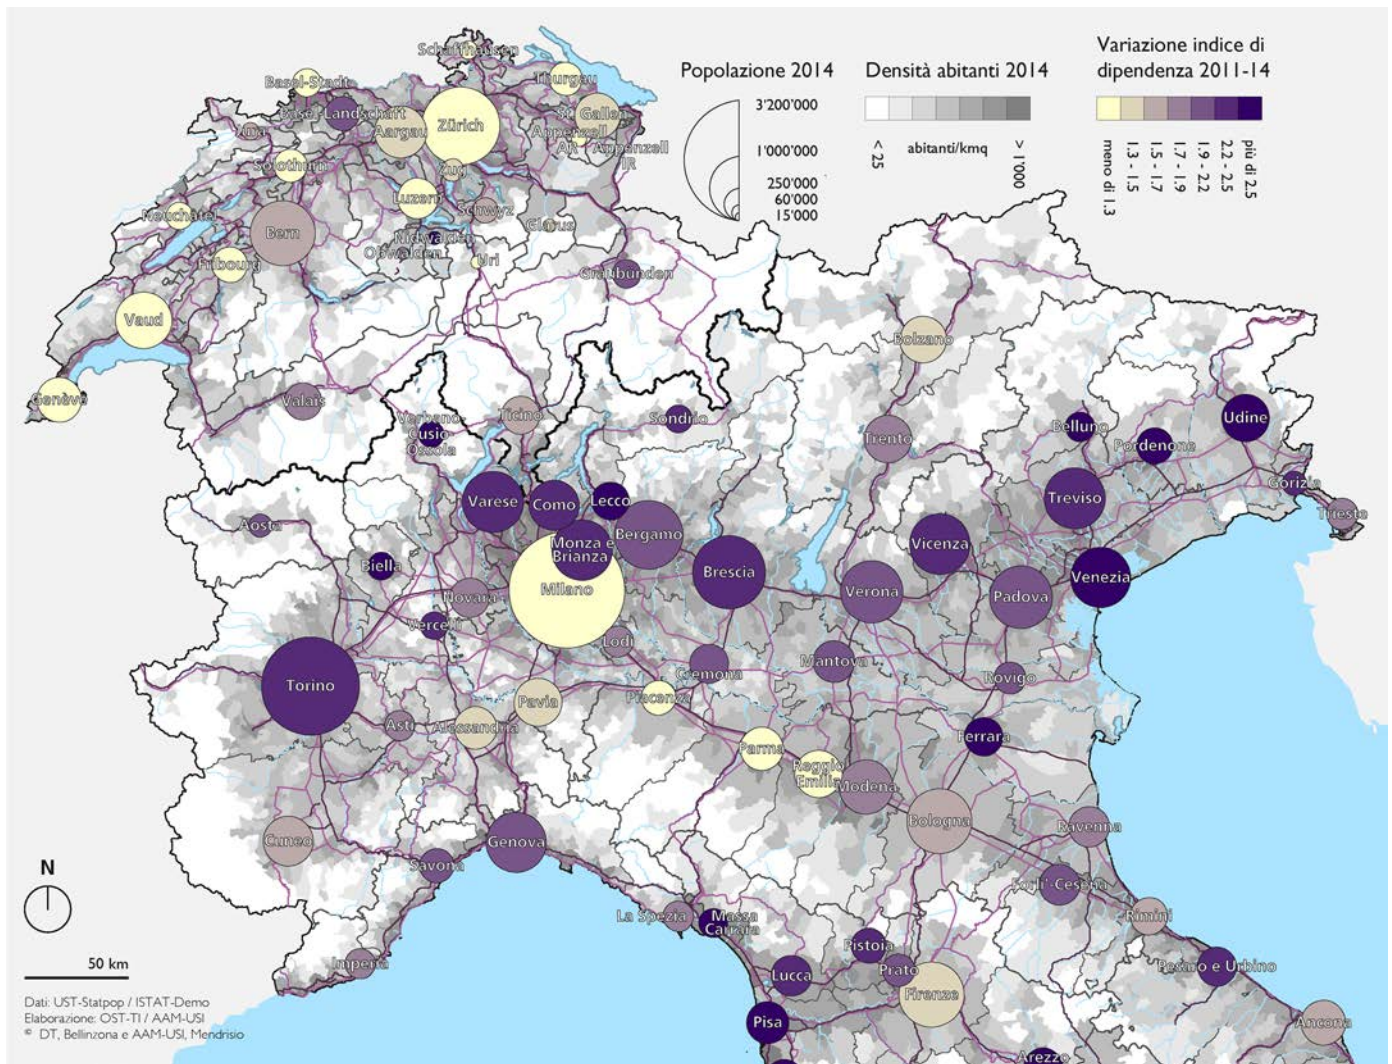 Popolazione 2014
3'200'000
1'000'000
250'000
60'000
15'000
Densità abitanti 2014
< 25
abitanti/kmq
> 1'000
Variazione indice di
dipendenza 2011-14
meno di 1.3
1.3 - 1.5
1.5 - 1.7
1.7 - 1.9
1.9 - 2.2
2.2 - 2.5
più di 2.5
Schaffhausen
Basel-Stadt
Thurgau
Basel-Landschaft
Jura
Aargau
Zürich
St. Gallen
Appenzell
AR
Appenzell
IR
Solothurn
Zug
Luzern
Schwyz
Neuchâtel
Glarus
Bern
Nidwalden
Obwalden
Fribourg
Uri
Graubünden
Vaud
Genève
Valais
Ticino
Verbano-
Cusio-
Ossola
Sondrio
Bolzano
Trento
Belluno
Pordenone
Udine
Gorizia
Trieste
Treviso
Varese
Como
Lecco
Bergamo
Monza e
Brianza
Milano
Aosta
Biella
Novara
Vercelli
Lodi
Brescia
Verona
Vicenza
Padova
Venezia
Cremona
Mantova
Rovigo
Torino
Asti
Alessandria
Pavia
Piacenza
Parma
Reggio
Emilia
Modena
Ferrara
Bologna
Ravenna
Cuneo
Savona
Genova
Forlì'-Cesena
Rimini
La Spezia
Massa
Carrara
Imperia
Pistoia
Prato
Lucca
Firenze
Pesaro e Urbino
Pisa
Arezzo
Ancona
N
50 km
Dati: UST-Statpop / ISTAT-Demo
Elaborazione: OST-TI / AAM-USI
© DT, Bellinzona e AAM-USI, Mendrisio